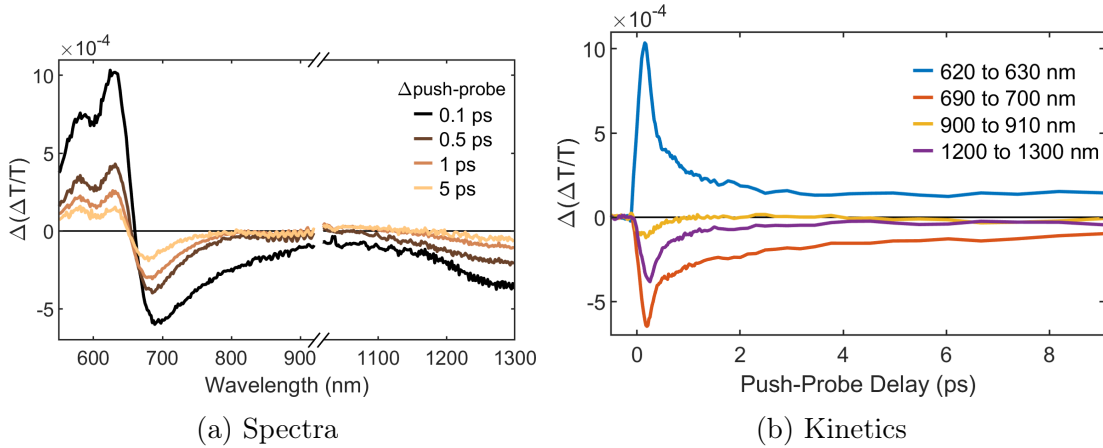 ×10⁻⁴
10
5
0
-5
Δ(ΔT/T)
Δpush-probe
0.1 ps
0.5 ps
1 ps
5 ps
600 700 800 900 1100 1200 1300
Wavelength (nm)
(a) Spectra
×10⁻⁴
10
5
0
-5
Δ(ΔT/T)
620 to 630 nm
690 to 700 nm
900 to 910 nm
1200 to 1300 nm
0 2 4 6 8
Push-Probe Delay (ps)
(b) Kinetics